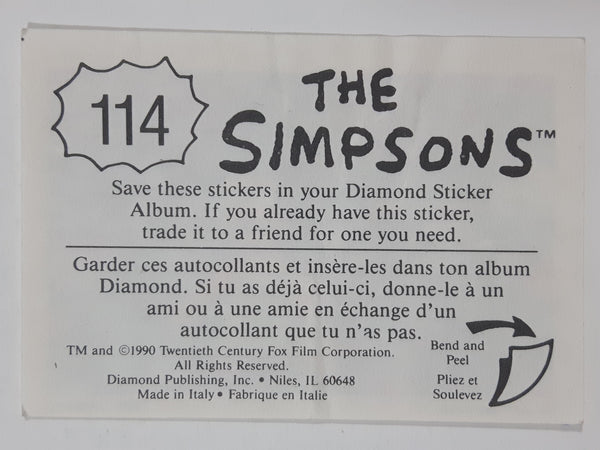 114
THE
SIMPSONS™
Save these stickers in your Diamond Sticker
Album. If you already have this sticker,
trade it to a friend for one you need.
Garder ces autocollants et insère-les dans ton album
Diamond. Si tu as déjà celui-ci, donne-le à un
ami ou à une amie en échange d'un
autocollant que tu n'as pas.
TM and ©1990 Twentieth Century Fox Film Corporation.
All Rights Reserved.
Diamond Publishing, Inc. • Niles, IL 60648
Made in Italy • Fabrique en Italie
Bend and
Peel
Pliez et
Soulevez